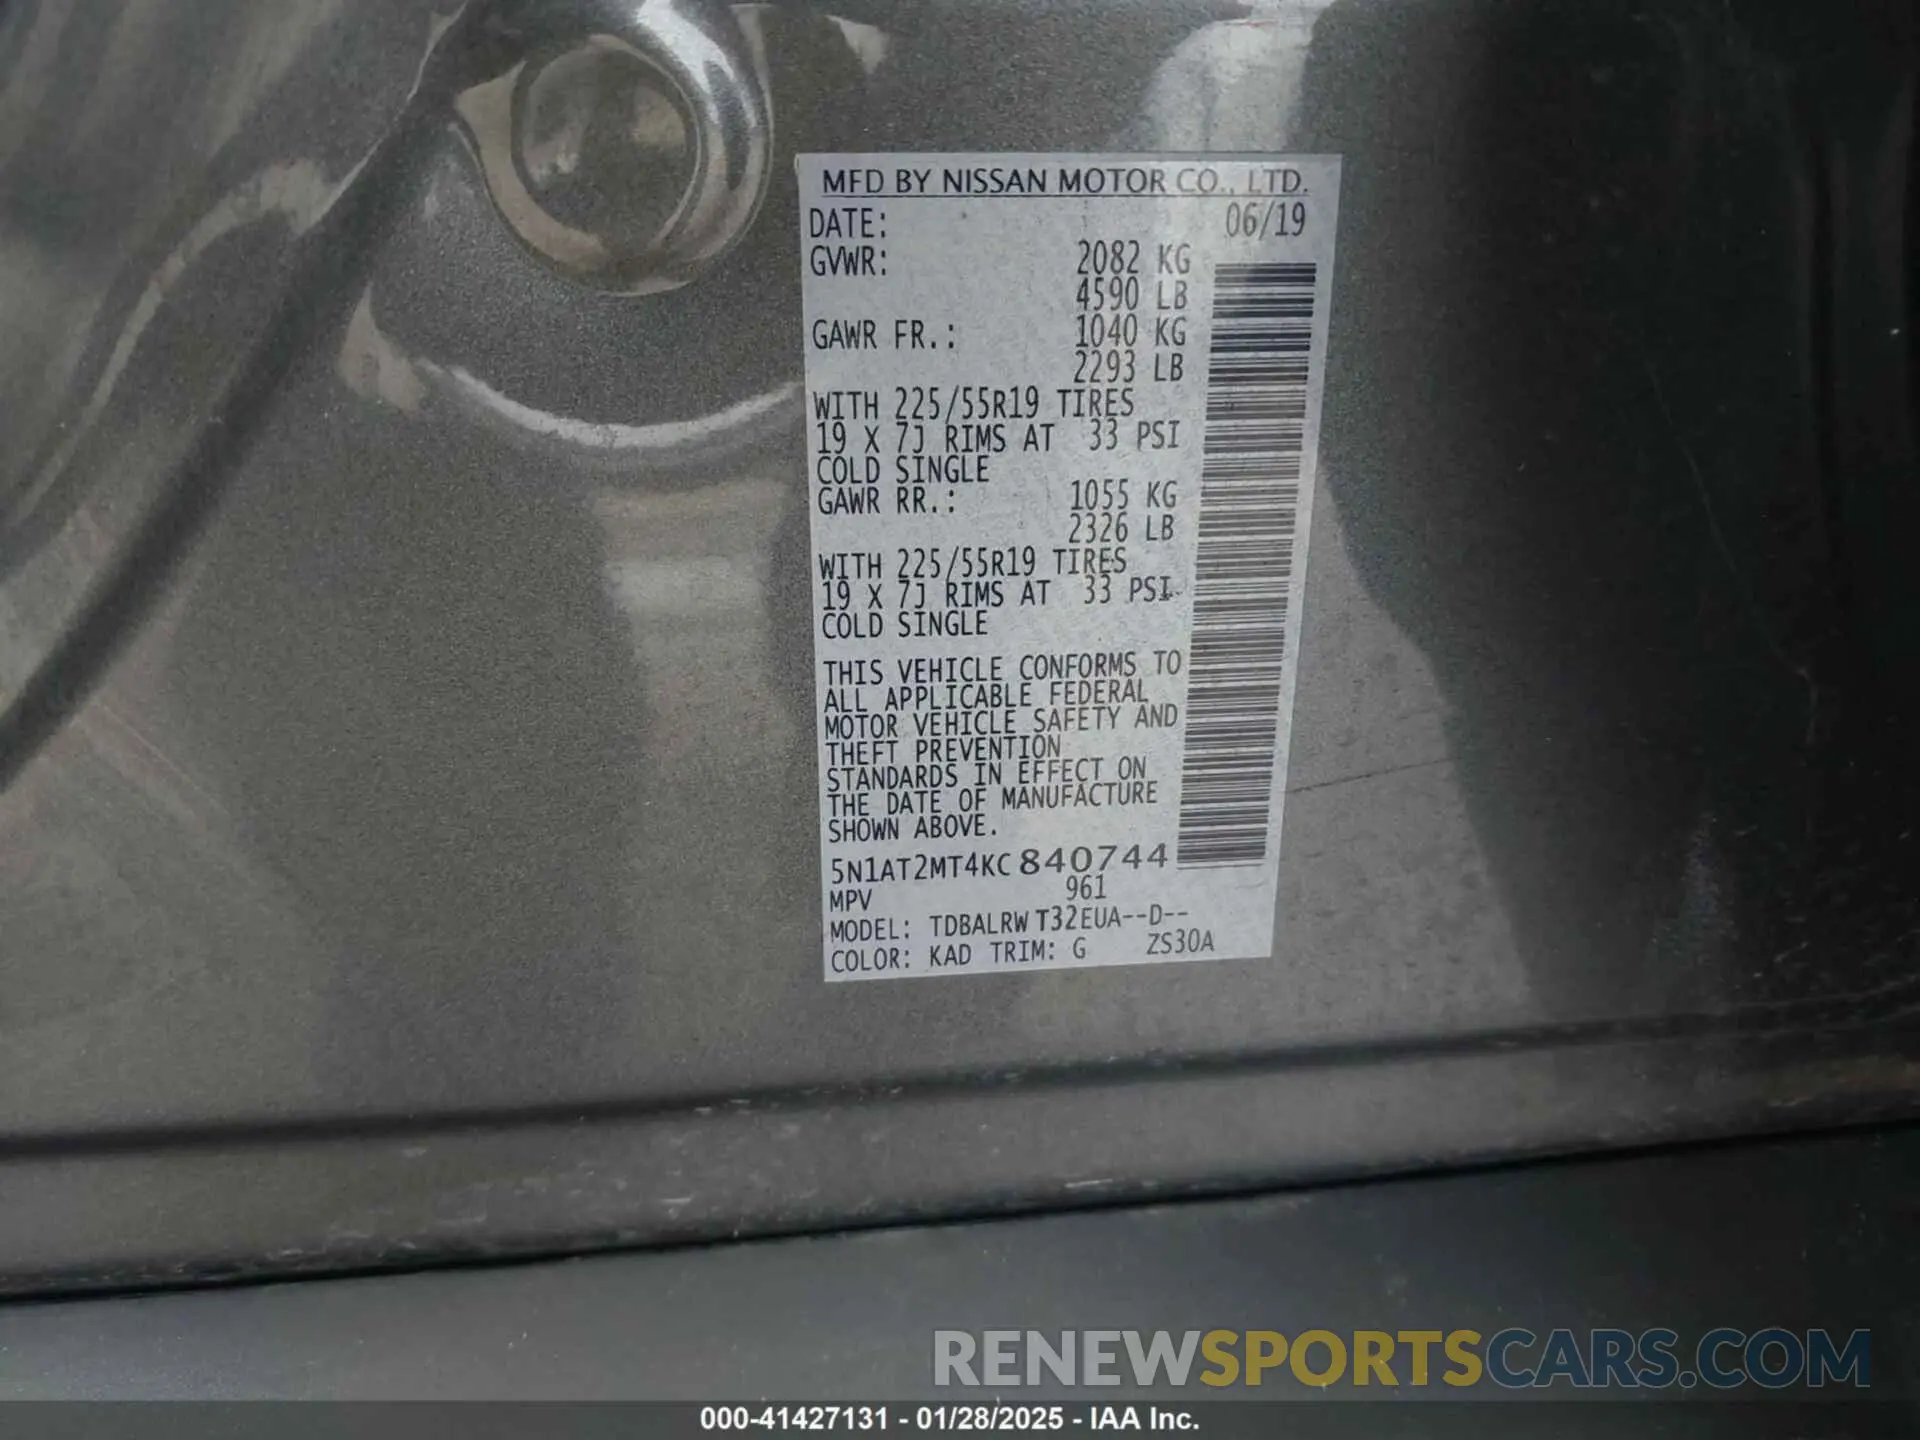 MFD BY NISSAN MOTOR CO., LTD.
DATE: 06/19
GVWR: 2082 KG
4590 LB
GAWR FR.: 1040 KG
2293 LB
WITH 225/55R19 TIRES
19 X 7J RIMS AT 33 PSI
COLD SINGLE
GAWR RR.: 1055 KG
2326 LB
WITH 225/55R19 TIRES
19 X 7J RIMS AT 33 PSI
COLD SINGLE
THIS VEHICLE CONFORMS TO
ALL APPLICABLE FEDERAL
MOTOR VEHICLE SAFETY AND
THEFT PREVENTION
STANDARDS IN EFFECT ON
THE DATE OF MANUFACTURE
SHOWN ABOVE.
5N1AT2MT4KC840744
MPV 961
MODEL: TDBALRW T32EUA--D--
COLOR: KAD TRIM: G ZS30A
RENEWSPORTSCARS.COM
000-41427131 - 01/28/2025 - IAA Inc.